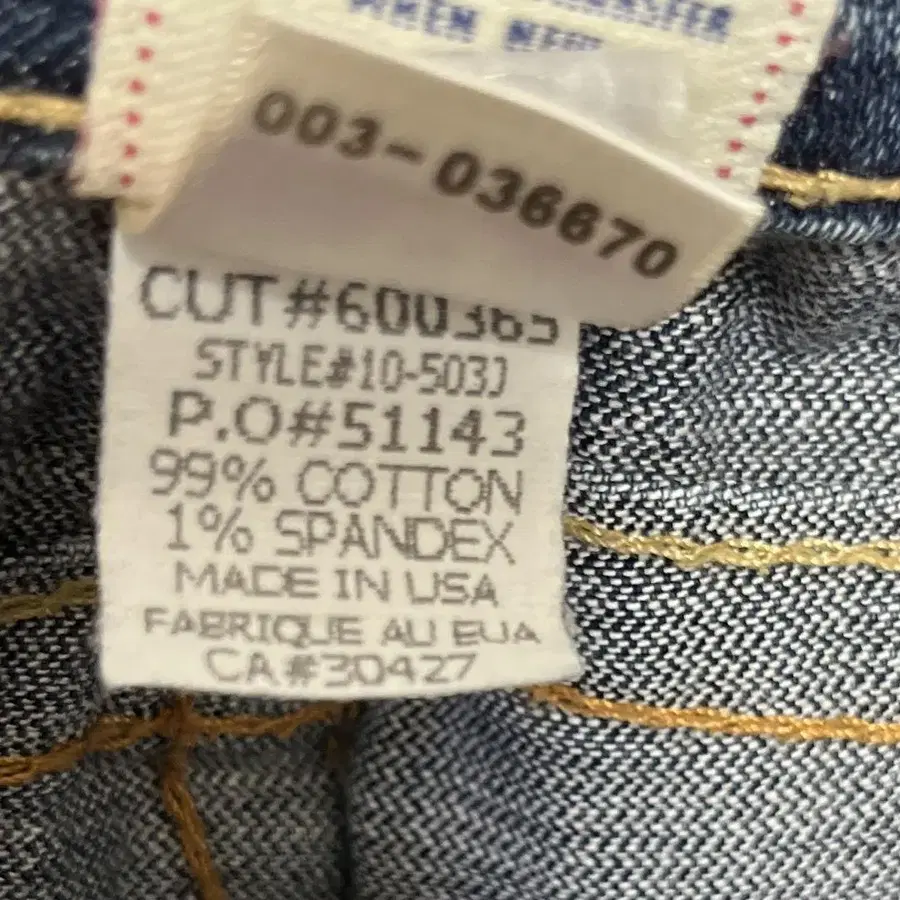 WHEN
003-036670
CUT#600365
STYLE#10-503J
P.O#51143
99% COTTON
1% SPANDEX
MADE IN USA
FABRIQUE AU EUA
CA#30427